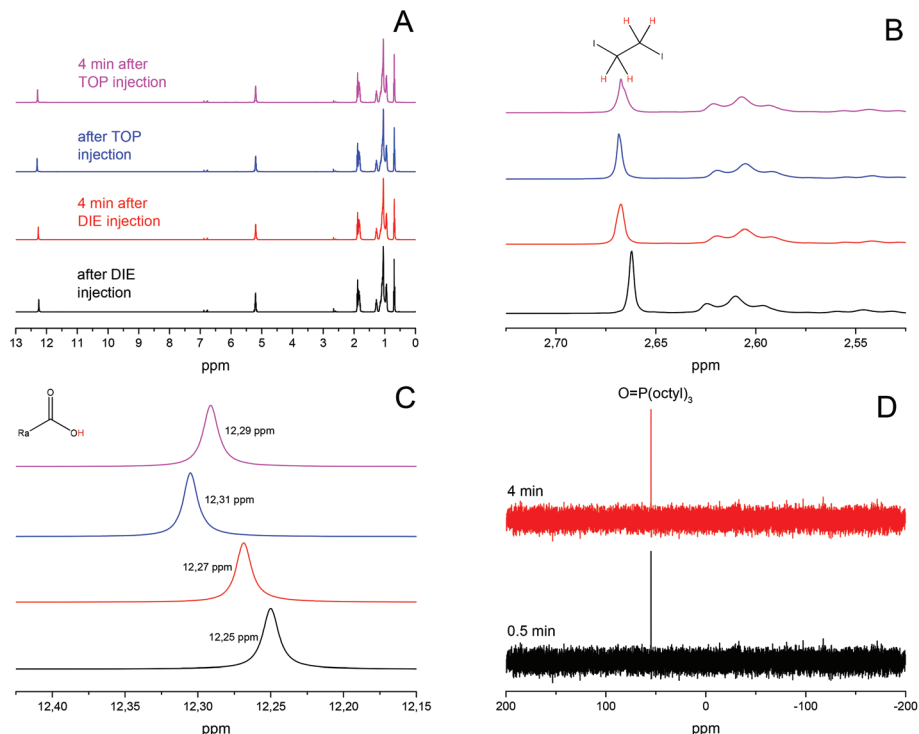 A
4 min after
TOP injection
after TOP
injection
4 min after
DIE injection
after DIE
injection
13 12 11 10 9 8 7 6 5 4 3 2 1 0
ppm
B
H H
I
I
H H
2,70 2,65 2,60 2,55
ppm
C
O
Ra OH
12,29 ppm
12,31 ppm
12,27 ppm
12,25 ppm
12,40 12,35 12,30 12,25 12,20 12,15
ppm
D
O=P(octyl)3
4 min
0.5 min
200 100 0 -100 -200
ppm